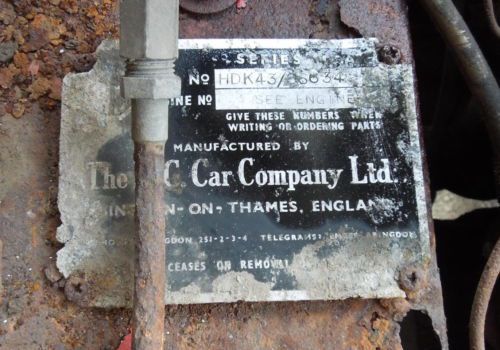 SERIES
No HDK43/
INE No SEE ENGINE
GIVE THESE NUMBERS WHEN
WRITING OR ORDERING PARTS
MANUFACTURED BY
The G. Car Company Ltd.
ON-THAMES, ENGLAND
GDON 251-2-3-4 TELEGRAMS
CEASES ON REMOVAL